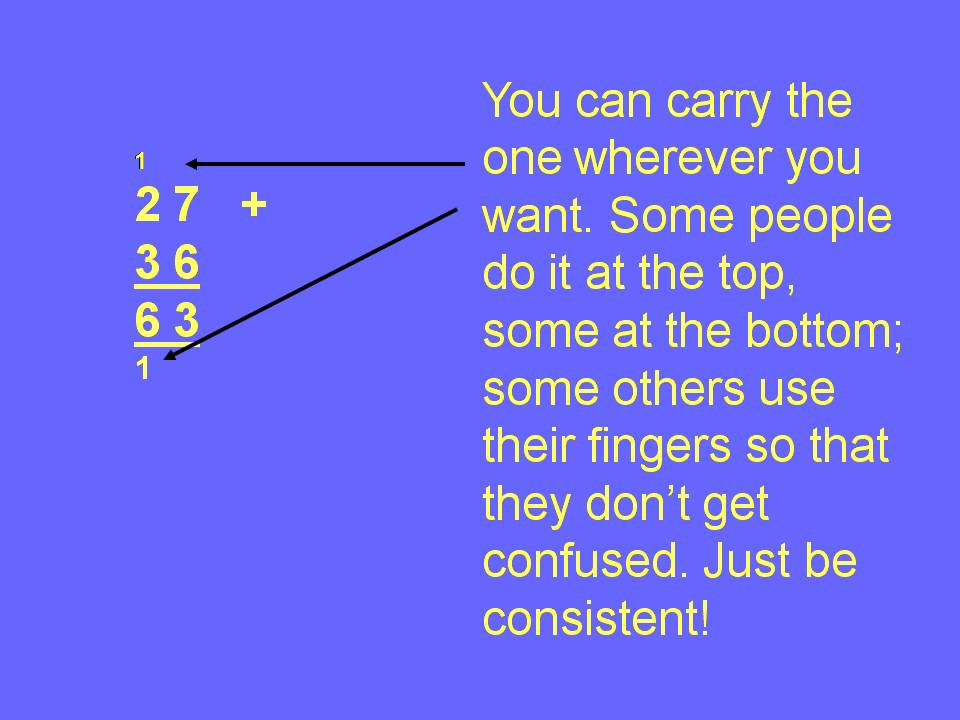 1
2 7 +
3 6
6 3
1
You can carry the
one wherever you
want. Some people
do it at the top,
some at the bottom;
some others use
their fingers so that
they don’t get
confused. Just be
consistent!